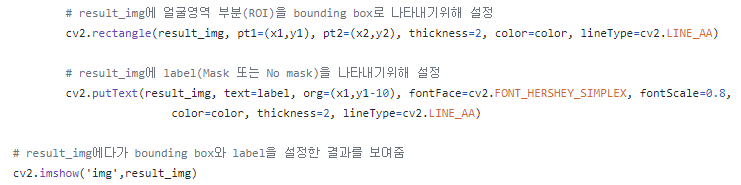 # result_img에 얼굴영역 부분(ROI)을 bounding box로 나타내기위해 설정
cv2.rectangle(result_img, pt1=(x1,y1), pt2=(x2,y2), thickness=2, color=color, lineType=cv2.LINE_AA)
# result_img에 label(Mask 또는 No mask)을 나타내기위해 설정
cv2.putText(result_img, text=label, org=(x1,y1-10), fontFace=cv2.FONT_HERSHEY_SIMPLEX, fontScale=0.8,
color=color, thickness=2, lineType=cv2.LINE_AA)
# result_img에다가 bounding box와 label을 설정한 결과를 보여줌
cv2.imshow('img',result_img)